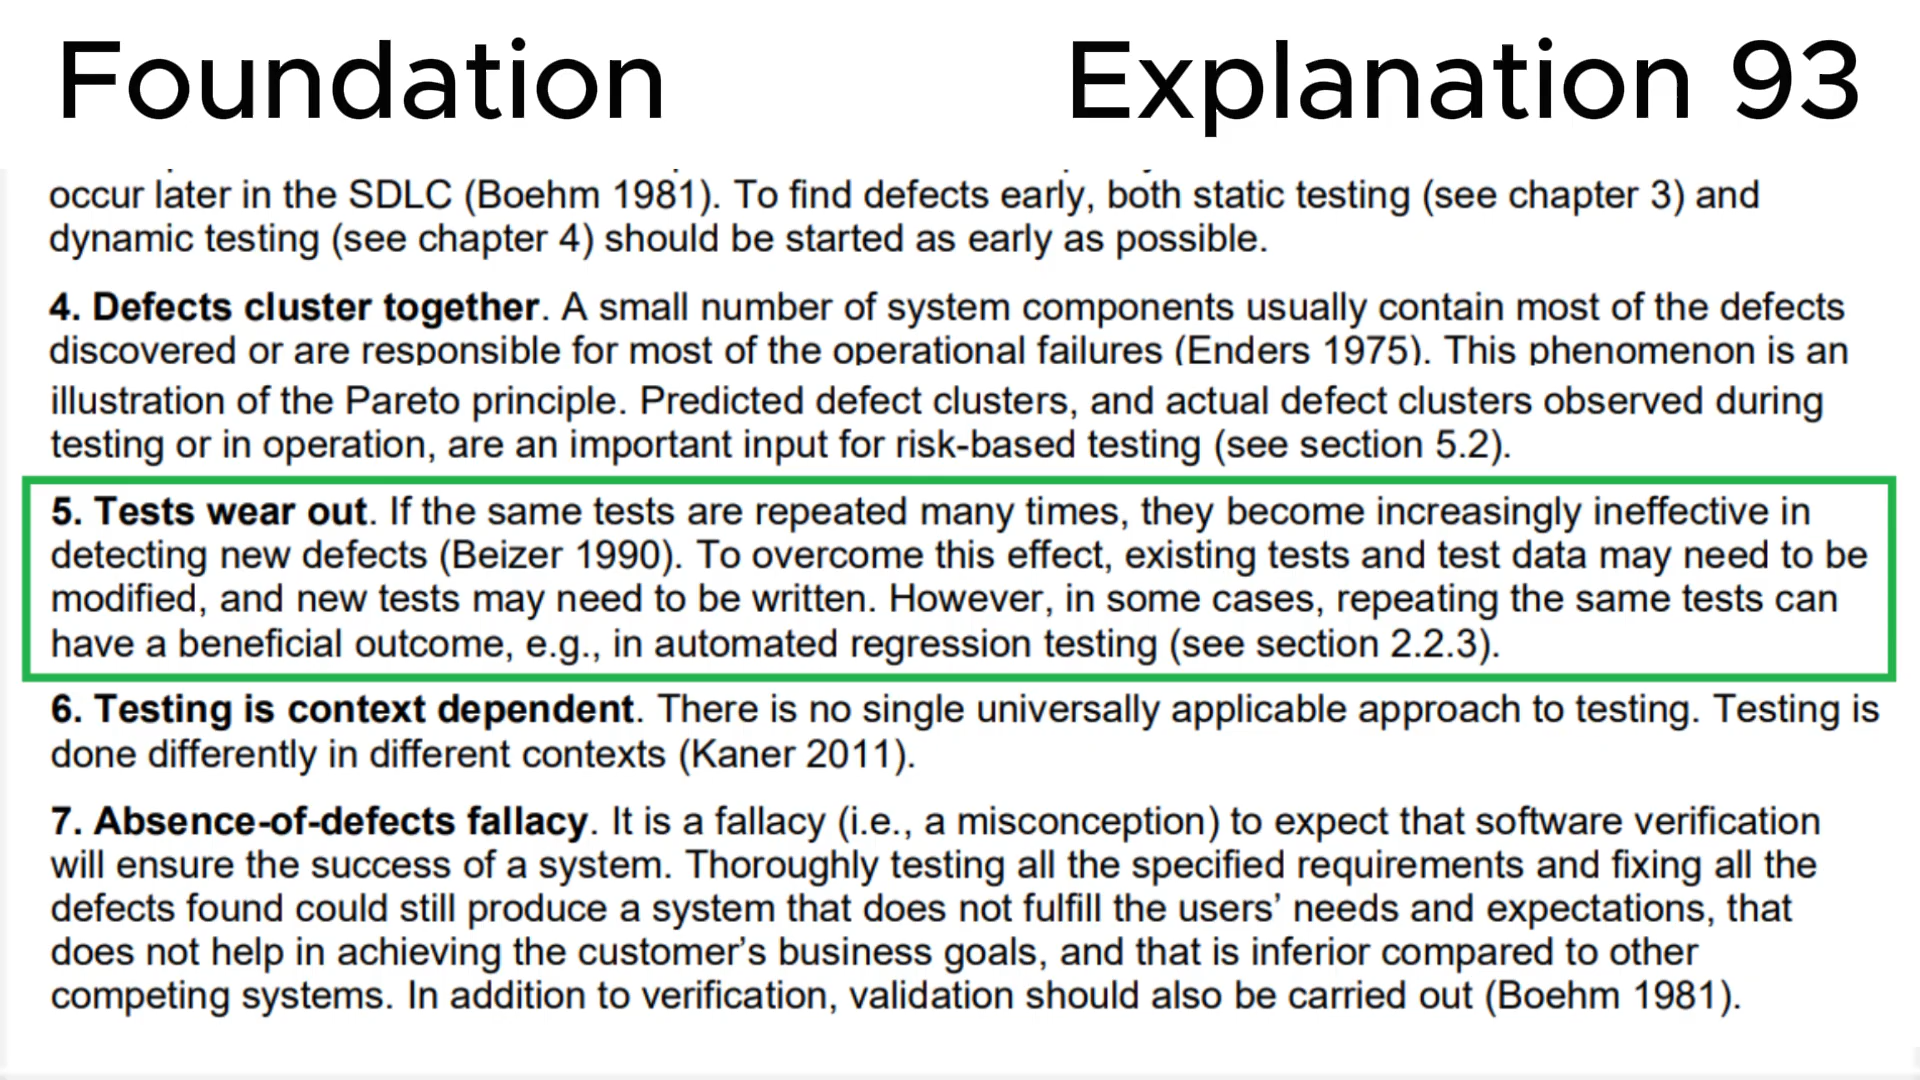 Foundation
Explanation 93
occur later in the SDLC (Boehm 1981). To find defects early, both static testing (see chapter 3) and
dynamic testing (see chapter 4) should be started as early as possible.
4. Defects cluster together. A small number of system components usually contain most of the defects
discovered or are responsible for most of the operational failures (Enders 1975). This phenomenon is an
illustration of the Pareto principle. Predicted defect clusters, and actual defect clusters observed during
testing or in operation, are an important input for risk-based testing (see section 5.2).
5. Tests wear out. If the same tests are repeated many times, they become increasingly ineffective in
detecting new defects (Beizer 1990). To overcome this effect, existing tests and test data may need to be
modified, and new tests may need to be written. However, in some cases, repeating the same tests can
have a beneficial outcome, e.g., in automated regression testing (see section 2.2.3).
6. Testing is context dependent. There is no single universally applicable approach to testing. Testing is
done differently in different contexts (Kaner 2011).
7. Absence-of-defects fallacy. It is a fallacy (i.e., a misconception) to expect that software verification
will ensure the success of a system. Thoroughly testing all the specified requirements and fixing all the
defects found could still produce a system that does not fulfill the users’ needs and expectations, that
does not help in achieving the customer’s business goals, and that is inferior compared to other
competing systems. In addition to verification, validation should also be carried out (Boehm 1981).